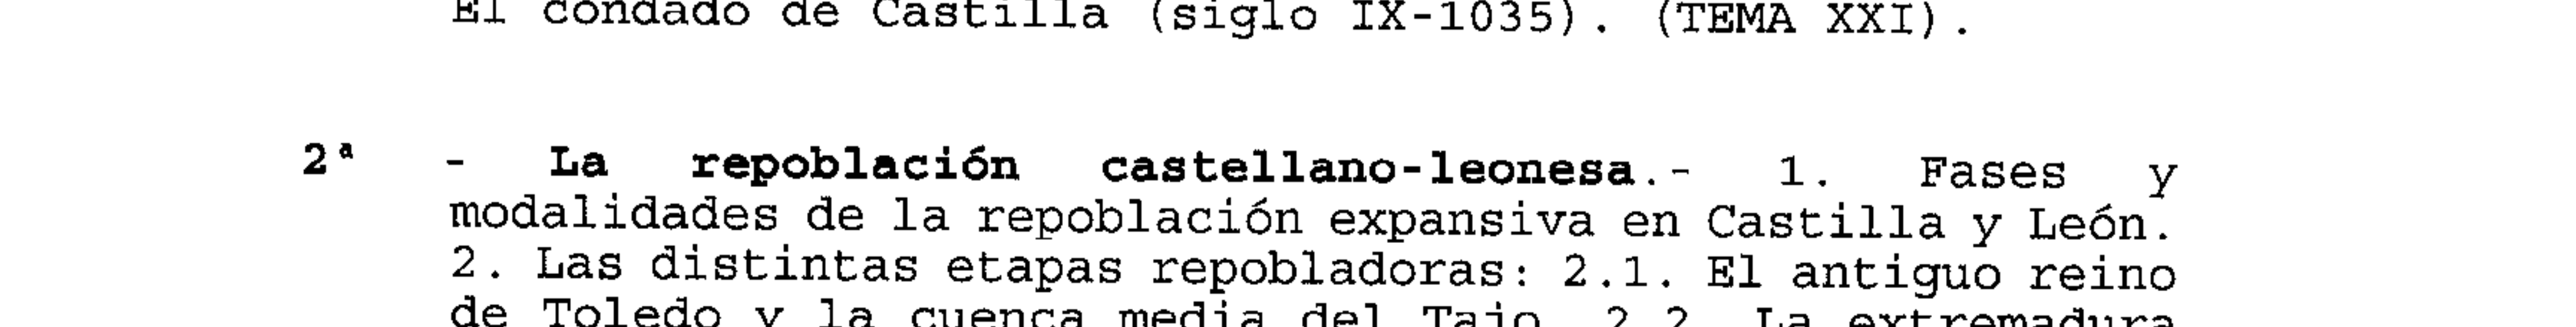 El condado de Castilla (siglo IX-1035). (TEMA XXI).
2ª - La repoblación castellano-leonesa.- 1. Fases y
modalidades de la repoblación expansiva en Castilla y León.
2. Las distintas etapas repobladoras: 2.1. El antiguo reino
de Toledo y la cuenca media del Tajo. 2.2. La extremadura